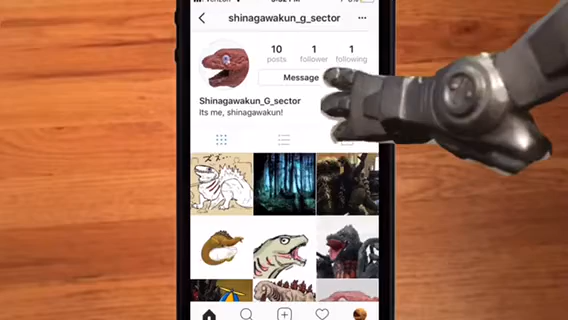 shinagawakun_g_sector
10 1 1
posts follower following
Message
Shinagawakun_G_sector
Its me, shinagawakun!